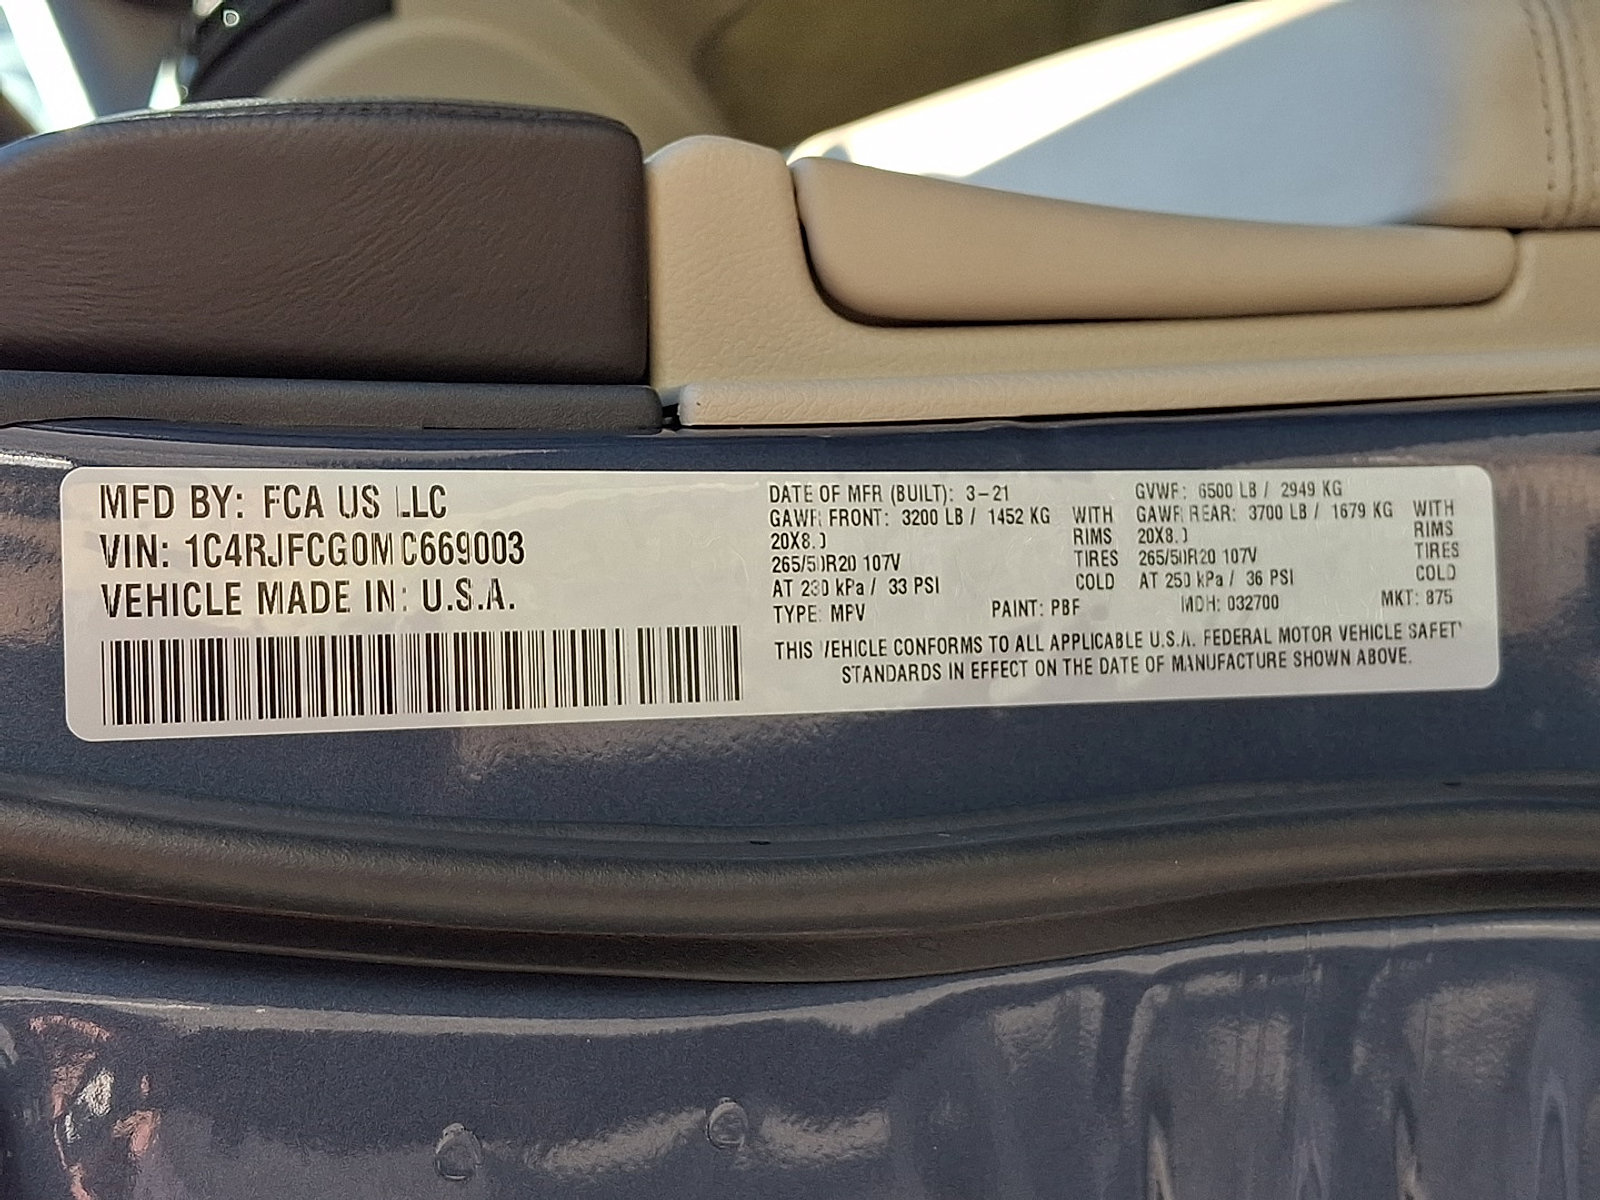 MFD BY: FCA US LLC
VIN: 1C4RJFCG0MC669003
VEHICLE MADE IN: U.S.A.
DATE OF MFR (BUILT): 3-21
GAWR FRONT: 3200 LB / 1452 KG WITH
20X8.0 RIMS
265/50R20 107V TIRES
AT 230 kPa / 33 PSI COLD
GVWR: 6500 LB / 2949 KG
GAWR REAR: 3700 LB / 1679 KG WITH
20X8.0 RIMS
265/50R20 107V TIRES
AT 250 kPa / 36 PSI COLD
TYPE: MPV PAINT: PBF MDH: 032700 MKT: 875
THIS VEHICLE CONFORMS TO ALL APPLICABLE U.S.A. FEDERAL MOTOR VEHICLE SAFETY
STANDARDS IN EFFECT ON THE DATE OF MANUFACTURE SHOWN ABOVE.